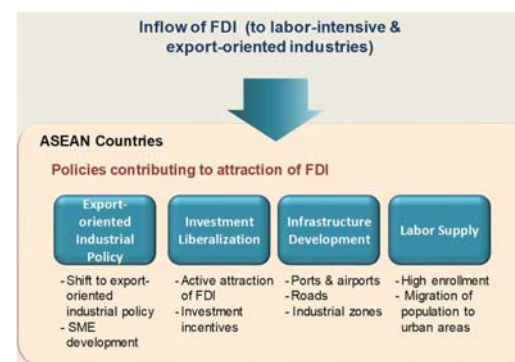 Inflow of FDI (to labor-intensive &
export-oriented industries)
ASEAN Countries
Policies contributing to attraction of FDI
Export-
oriented
Industrial
Policy
- Shift to export-
oriented
industrial policy
- SME
development
Investment
Liberalization
- Active attraction
of FDI
- Investment
incentives
Infrastructure
Development
- Ports & airports
- Roads
- Industrial zones
Labor Supply
- High enrollment
- Migration of
population to
urban areas